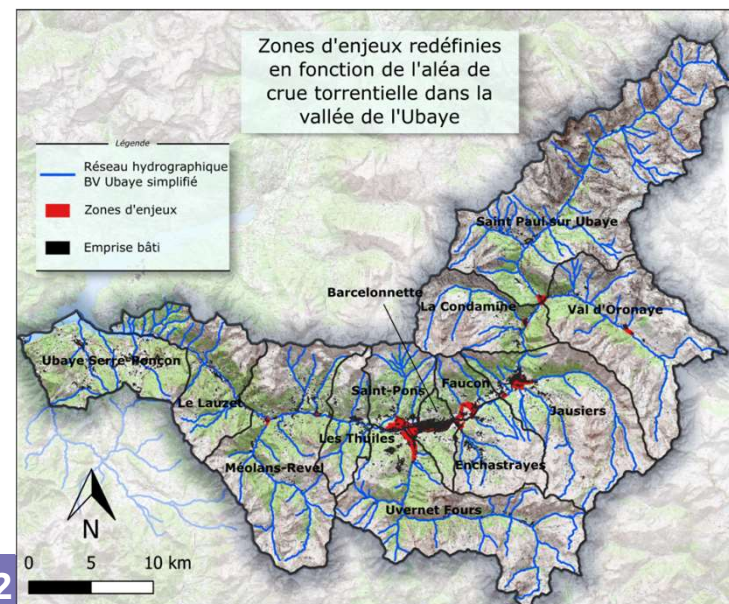 Zones d'enjeux redéfinies
en fonction de l'aléa de
crue torrentielle dans la
vallée de l'Ubaye
Légende
Réseau hydrographique
BV Ubaye simplifié
Zones d'enjeux
Emprise bâti
Saint Paul sur Ubaye
Barcelonnette
La Condamine
Val d'Oronaye
Ubaye Serre-Ponçon
Saint-Pons
Faucon
Le Lauzet
Jausiers
Les Thuiles
Méolans-Revel
Enchastrayes
Uvernet Fours
N
0 5 10 km
2